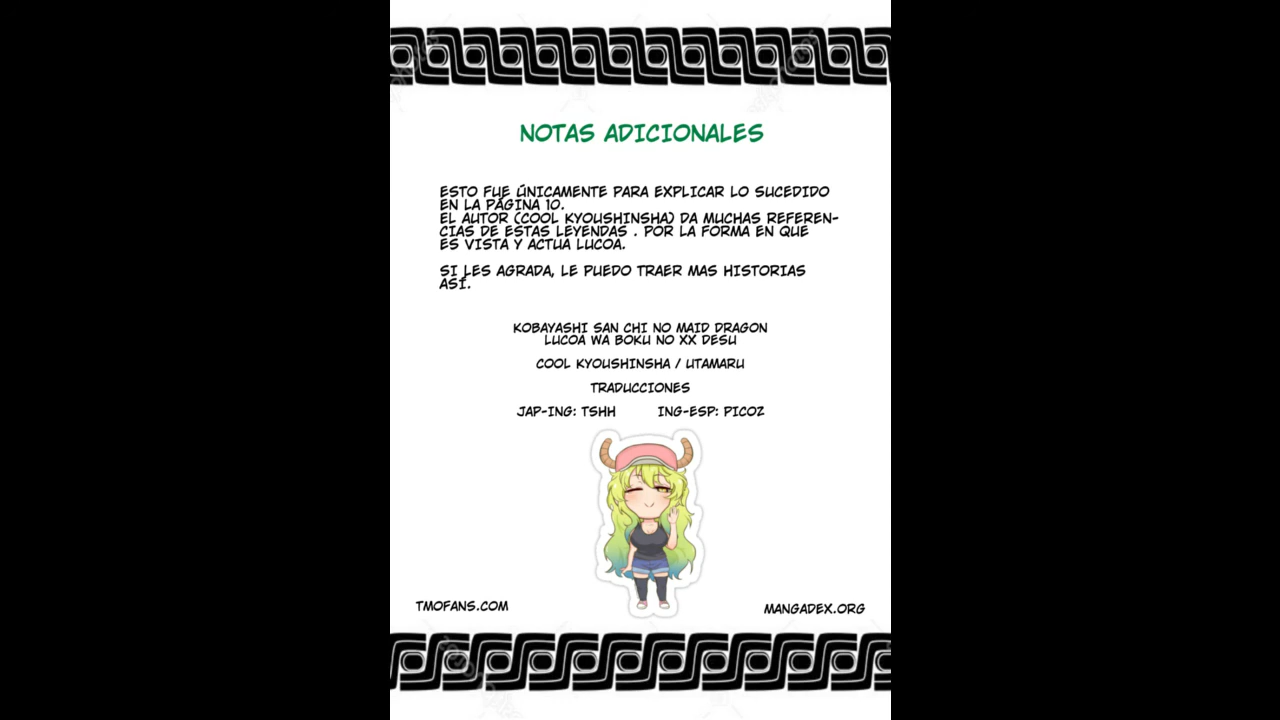 NOTAS ADICIONALES
ESTO FUE ÚNICAMENTE PARA EXPLICAR LO SUCEDIDO
EN LA PÁGINA 10.
EL AUTOR (COOL KYOUSHINSHA) DA MUCHAS REFEREN-
CIAS DE ESTAS LEYENDAS . POR LA FORMA EN QUE
ES VISTA Y ACTUA LUCOA.
SI LES AGRADA, LE PUEDO TRAER MAS HISTORIAS
ASÍ.
KOBAYASHI SAN CHI NO MAID DRAGON
LUCOA WA BOKU NO XX DESU
COOL KYOUSHINSHA / UTAMARU
TRADUCCIONES
JAP-ING: TSHH ING-ESP: PICOZ
TMOFANS.COM
MANGADEX.ORG